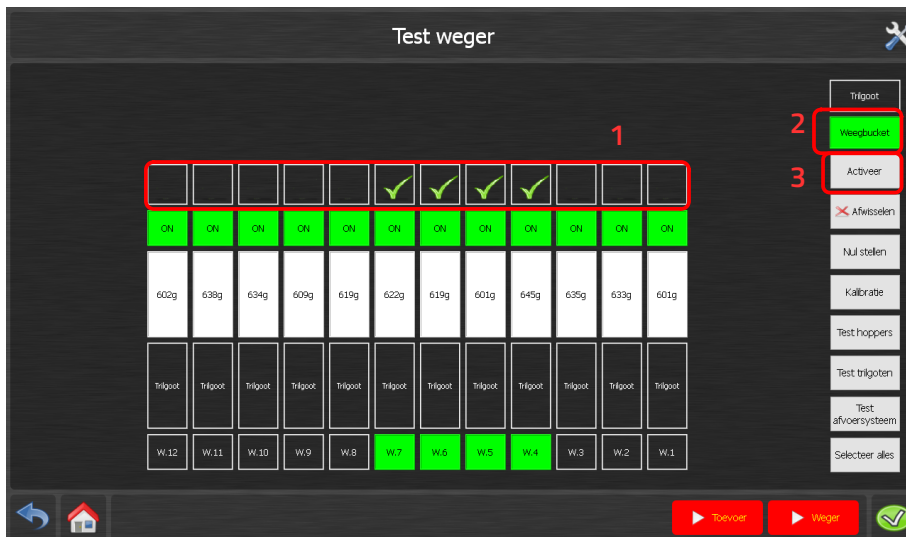 Test weger
Trilgoot
1
2
Weegbucket
3
Activeer
Afwisselen
ON ON ON ON ON ON ON ON ON ON ON ON
Nul stellen
602g 638g 634g 609g 619g 622g 619g 601g 645g 635g 633g 601g
Kalibratie
Test hoppers
Test trilgoten
Trilgoot Trilgoot Trilgoot Trilgoot Trilgoot Trilgoot Trilgoot Trilgoot Trilgoot Trilgoot Trilgoot Trilgoot
Test
afvoersysteem
W.12 W.11 W.10 W.9 W.8 W.7 W.6 W.5 W.4 W.3 W.2 W.1
Selecteer alles
Toevoer
Weger